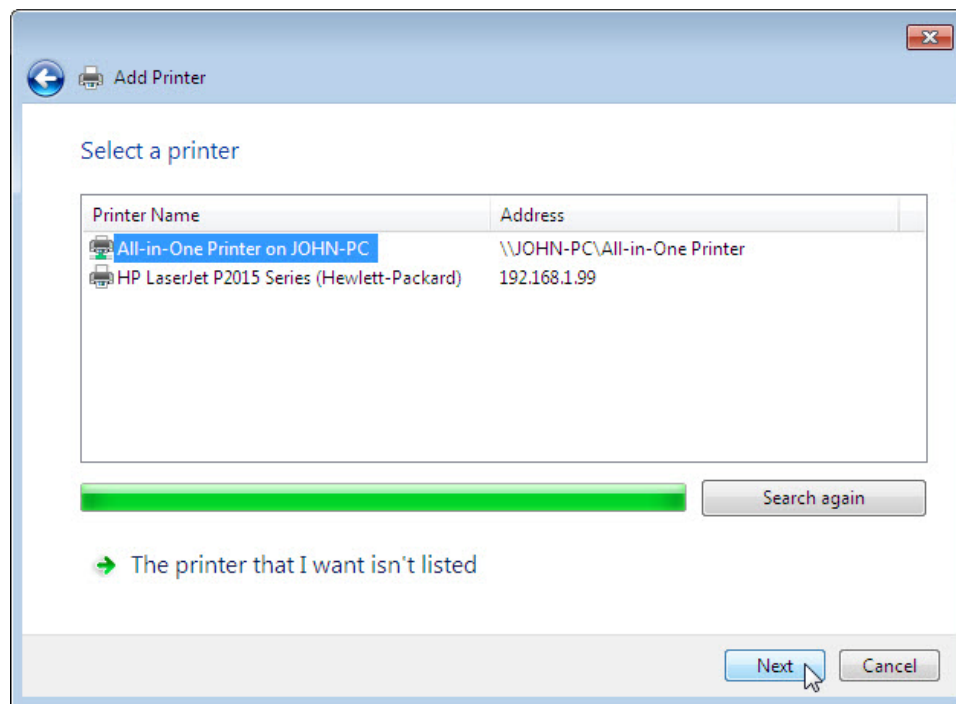 Add Printer
Select a printer
Printer Name Address
All-in-One Printer on JOHN-PC \\JOHN-PC\All-in-One Printer
HP LaserJet P2015 Series (Hewlett-Packard) 192.168.1.99
Search again
The printer that I want isn't listed
Next Cancel